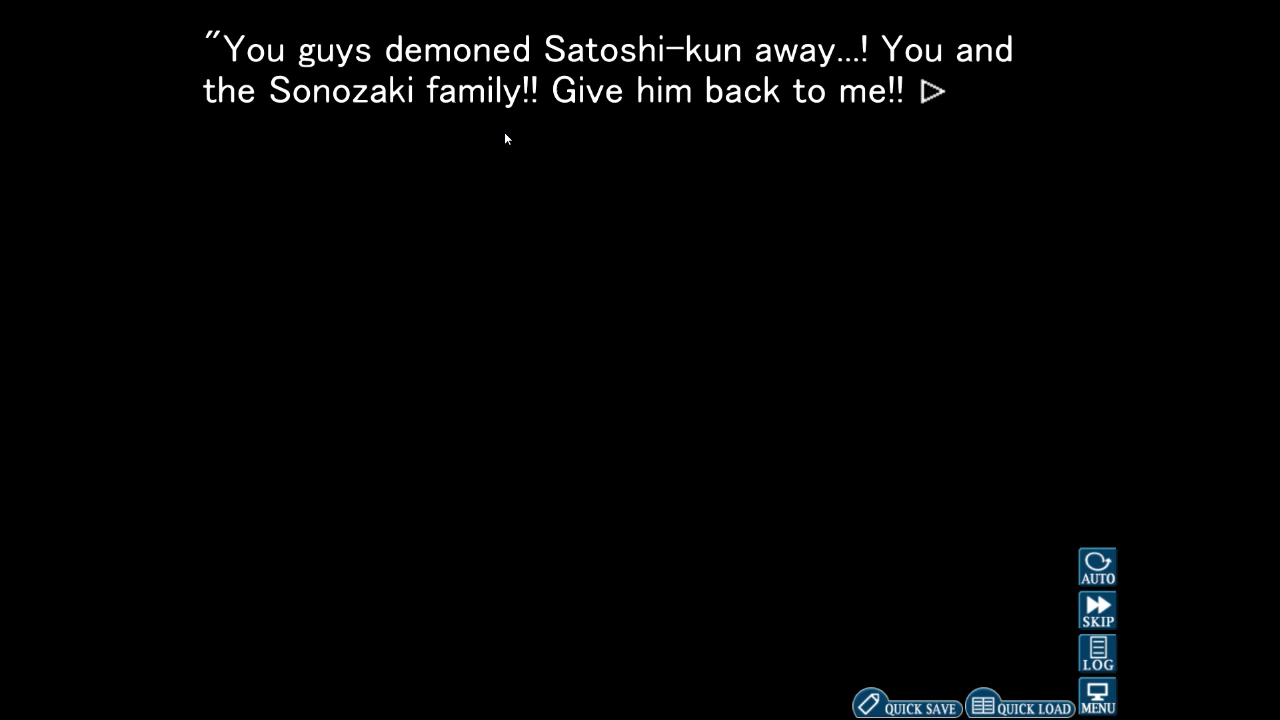 "You guys demoned Satoshi-kun away...! You and
the Sonozaki family!! Give him back to me!!
AUTO
SKIP
LOG
QUICK SAVE
QUICK LOAD
MENU